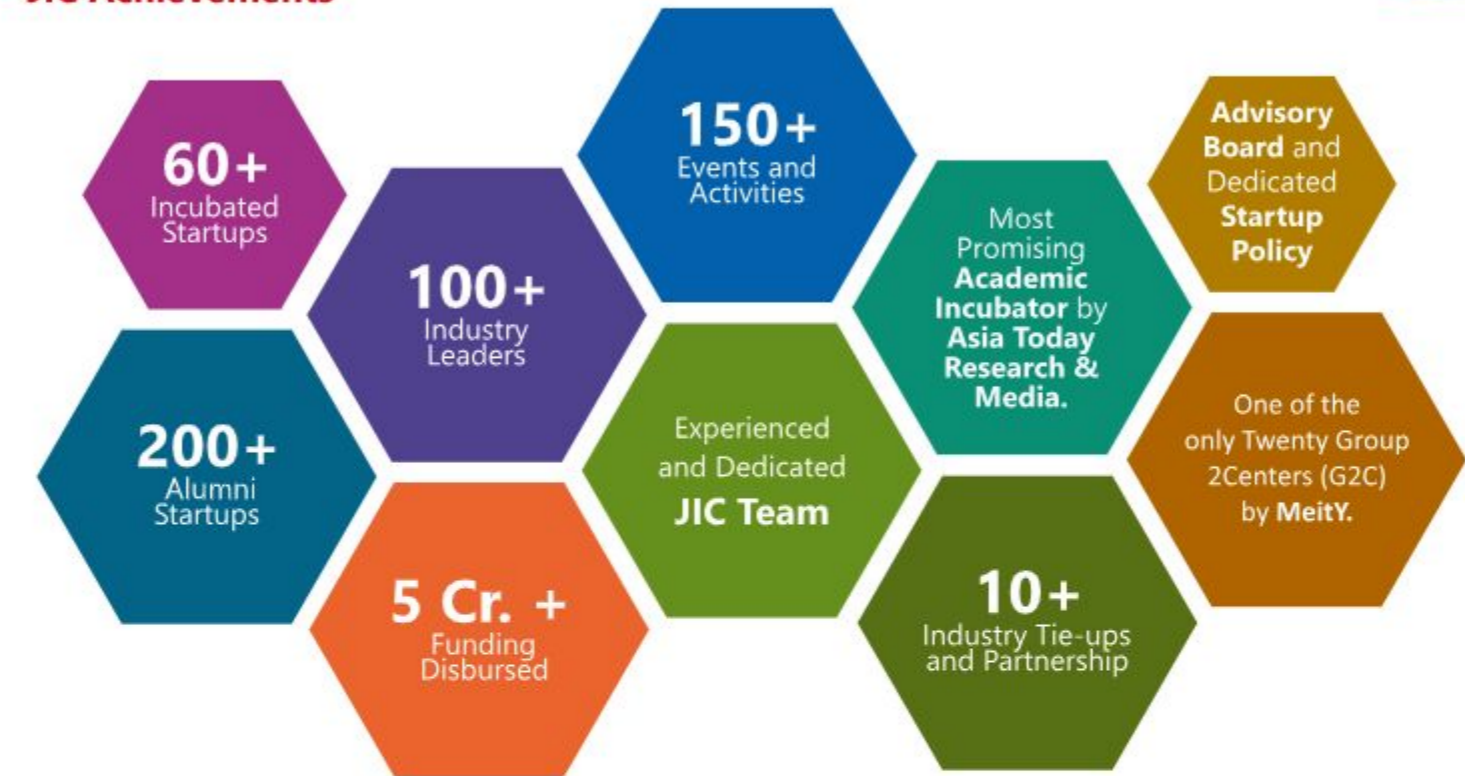 JIC Achievements
60+
Incubated
Startups
100+
Industry
Leaders
150+
Events and
Activities
Most
Promising
Academic
Incubator by
Asia Today
Research &
Media.
Advisory
Board and
Dedicated
Startup
Policy
200+
Alumni
Startups
5 Cr. +
Funding
Disbursed
Experienced
and Dedicated
JIC Team
10+
Industry Tie-ups
and Partnership
One of the
only Twenty Group
2Centers (G2C)
by MeitY.